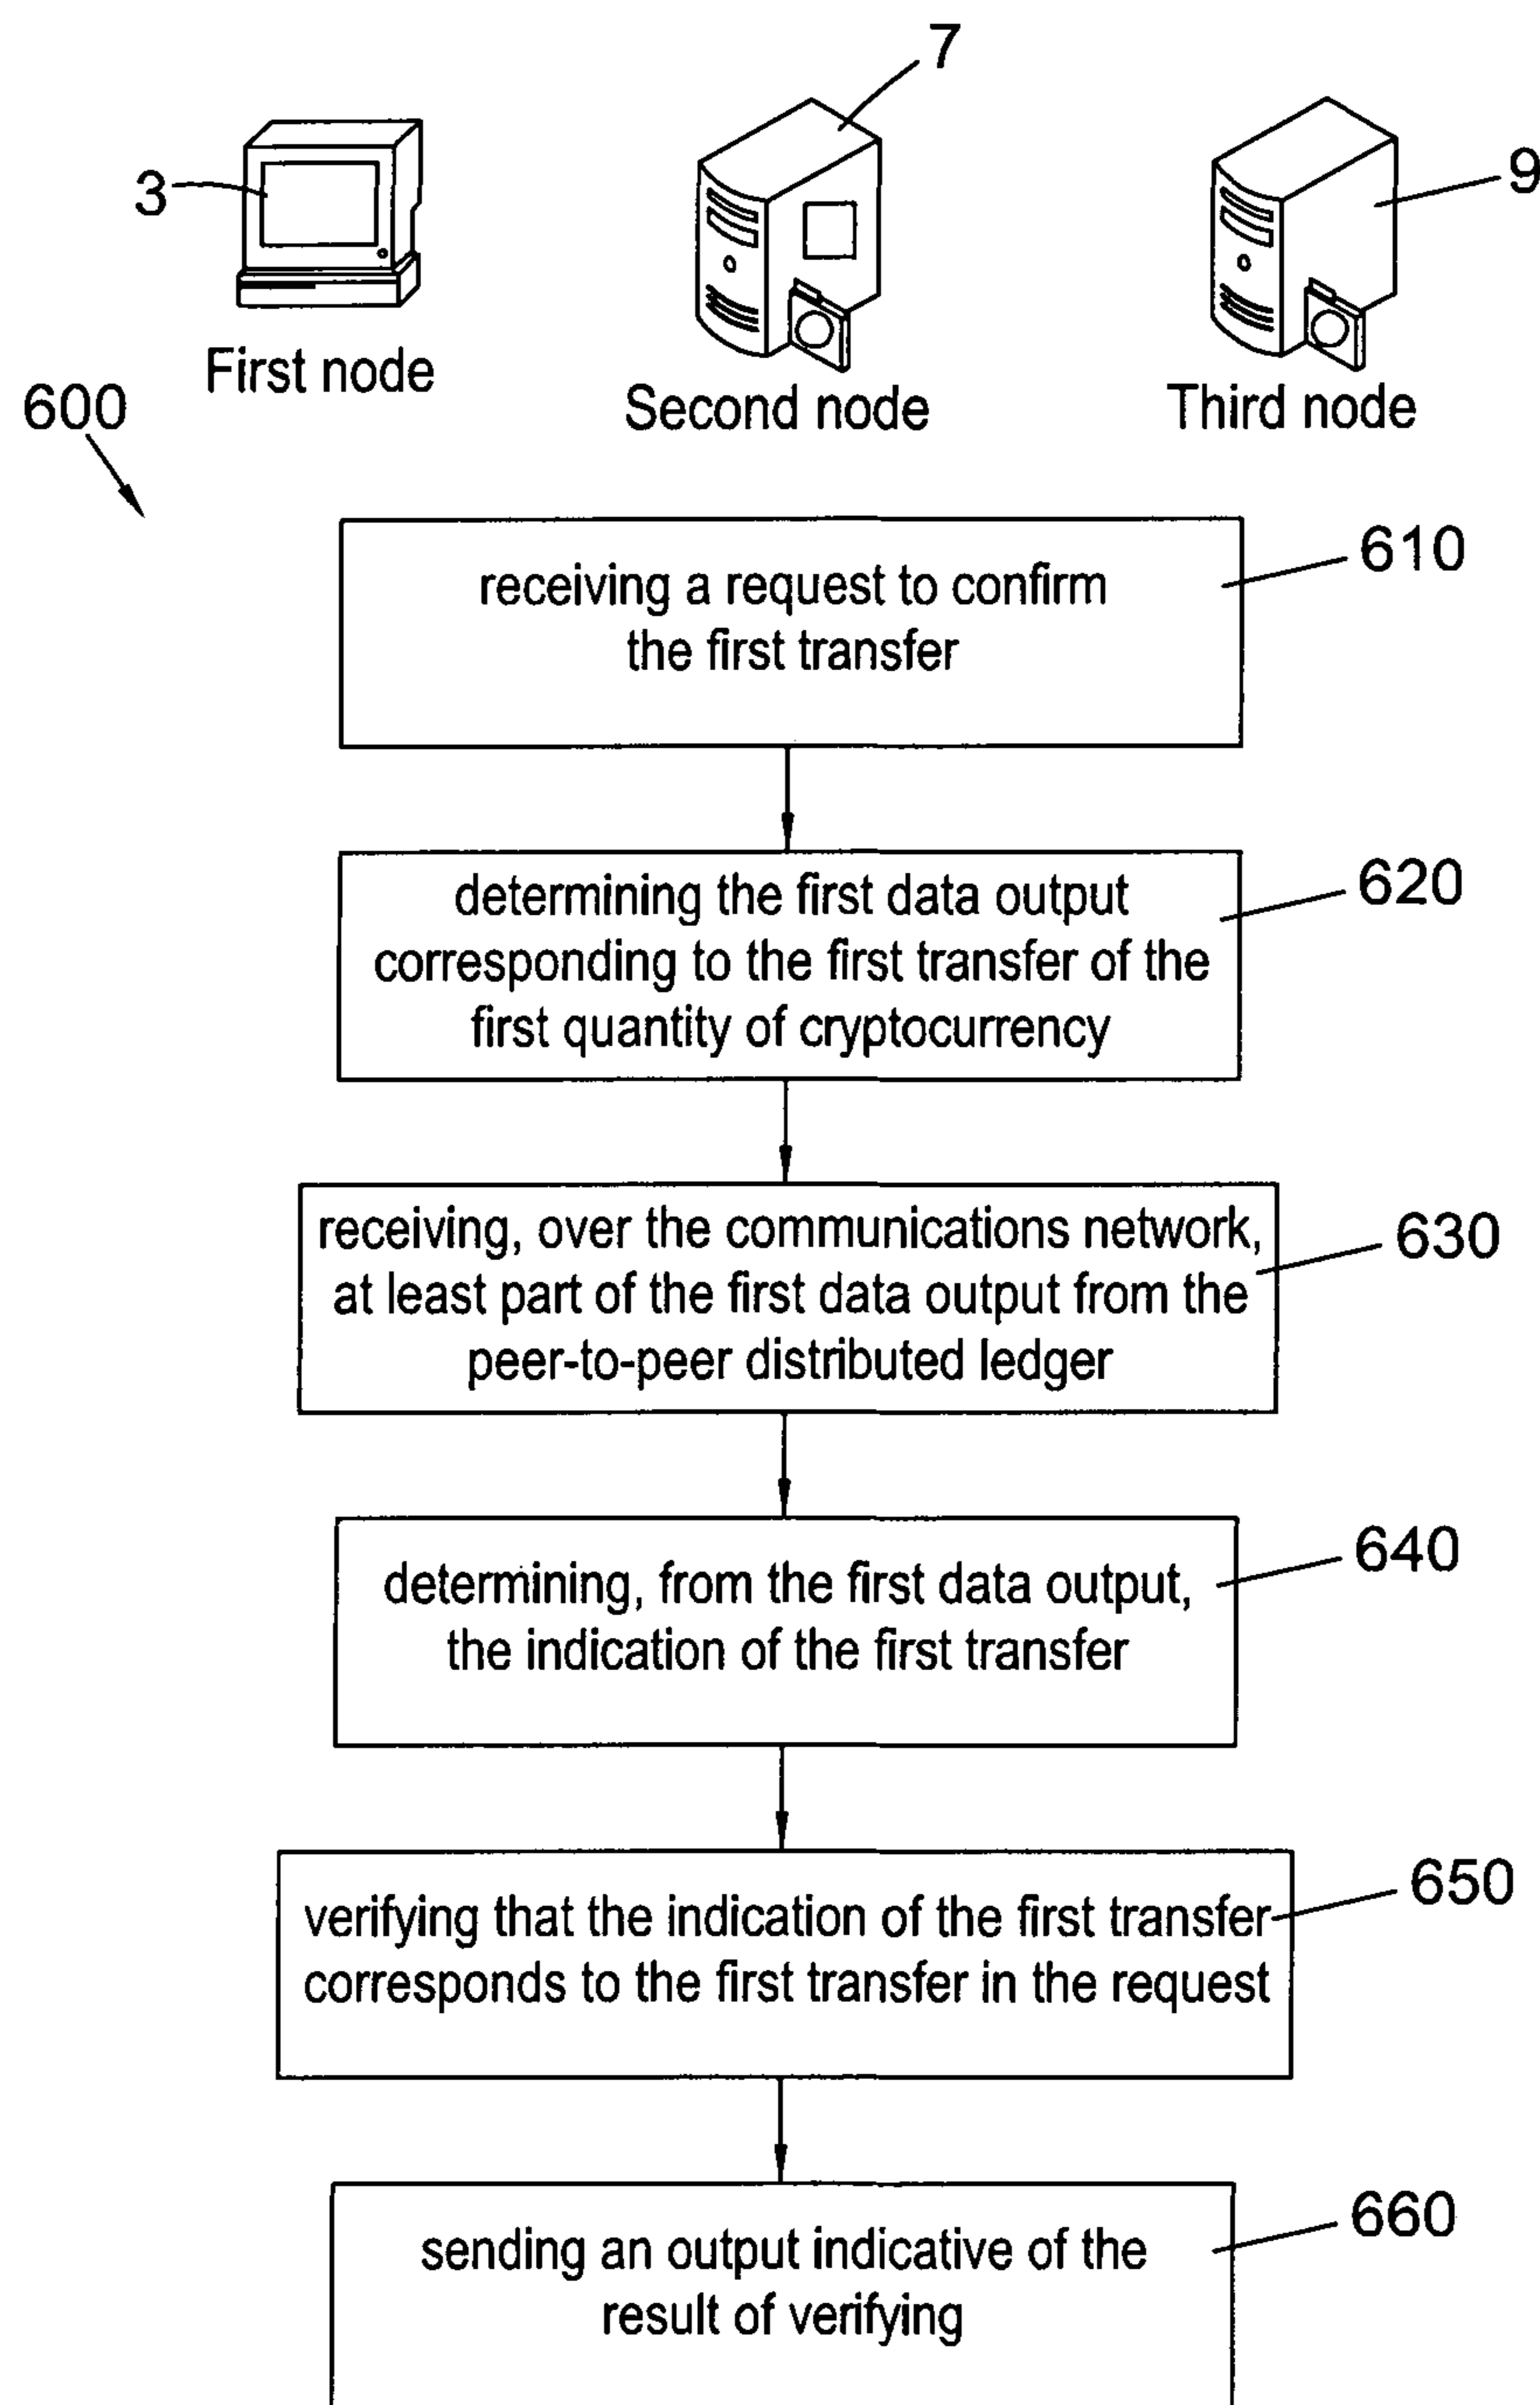 7
3
9
First node
Second node
Third node
600
610
receiving a request to confirm
the first transfer
620
determining the first data output
corresponding to the first transfer of the
first quantity of cryptocurrency
630
receiving, over the communications network,
at least part of the first data output from the
peer-to-peer distributed ledger
640
determining, from the first data output,
the indication of the first transfer
650
verifying that the indication of the first transfer
corresponds to the first transfer in the request
660
sending an output indicative of the
result of verifying